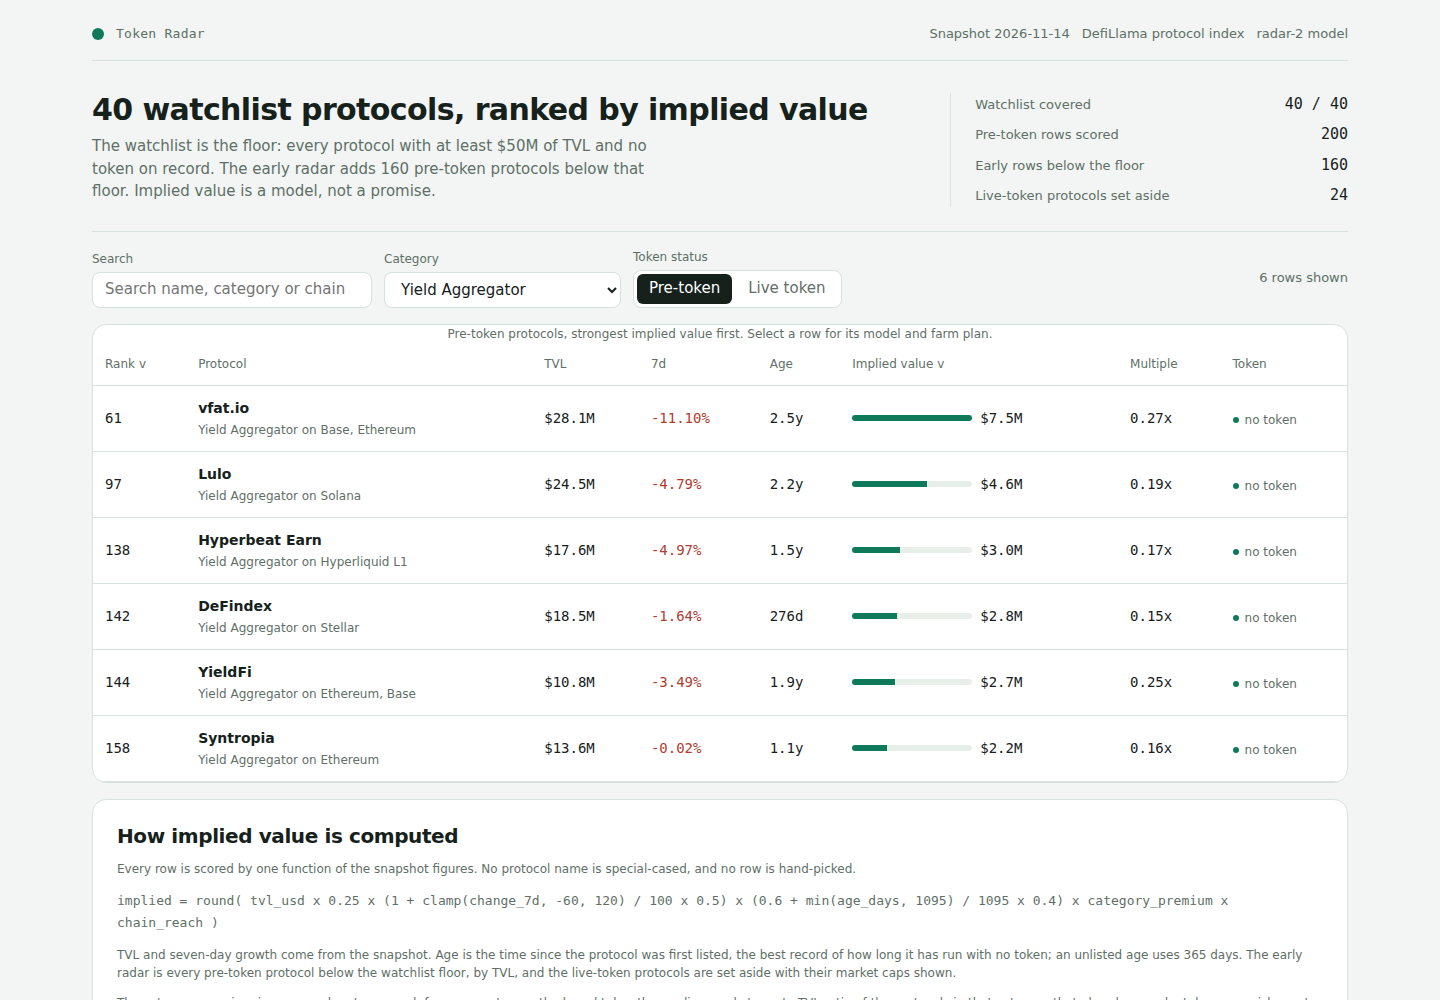 Token Radar
Snapshot 2026-11-14 DefiLlama protocol index radar-2 model
40 watchlist protocols, ranked by implied value
The watchlist is the floor: every protocol with at least $50M of TVL and no
token on record. The early radar adds 160 pre-token protocols below that
floor. Implied value is a model, not a promise.
Watchlist covered 40 / 40
Pre-token rows scored 200
Early rows below the floor 160
Live-token protocols set aside 24
Search Category Token status
Search name, category or chain Yield Aggregator Pre-token Live token
6 rows shown
Pre-token protocols, strongest implied value first. Select a row for its model and farm plan.
Rank v Protocol TVL 7d Age Implied value v Multiple Token
61 vfat.io $28.1M -11.10% 2.5y $7.5M 0.27x no token
Yield Aggregator on Base, Ethereum
97 Lulo $24.5M -4.79% 2.2y $4.6M 0.19x no token
Yield Aggregator on Solana
138 Hyperbeat Earn $17.6M -4.97% 1.5y $3.0M 0.17x no token
Yield Aggregator on Hyperliquid L1
142 DeFindex $18.5M -1.64% 276d $2.8M 0.15x no token
Yield Aggregator on Stellar
144 YieldFi $10.8M -3.49% 1.9y $2.7M 0.25x no token
Yield Aggregator on Ethereum, Base
158 Syntropia $13.6M -0.02% 1.1y $2.2M 0.16x no token
Yield Aggregator on Ethereum
How implied value is computed
Every row is scored by one function of the snapshot figures. No protocol name is special-cased, and no row is hand-picked.
implied = round( tvl_usd x 0.25 x (1 + clamp(change_7d, -60, 120) / 100 x 0.5) x (0.6 + min(age_days, 1095) / 1095 x 0.4) x category_premium x
chain_reach )
TVL and seven-day growth come from the snapshot. Age is the time since the protocol was first listed, the best record of how long it has run with no token; an unlisted age uses 365 days. The early
radar is every pre-token protocol below the watchlist floor, by TVL, and the live-token protocols are set aside with their market caps shown.